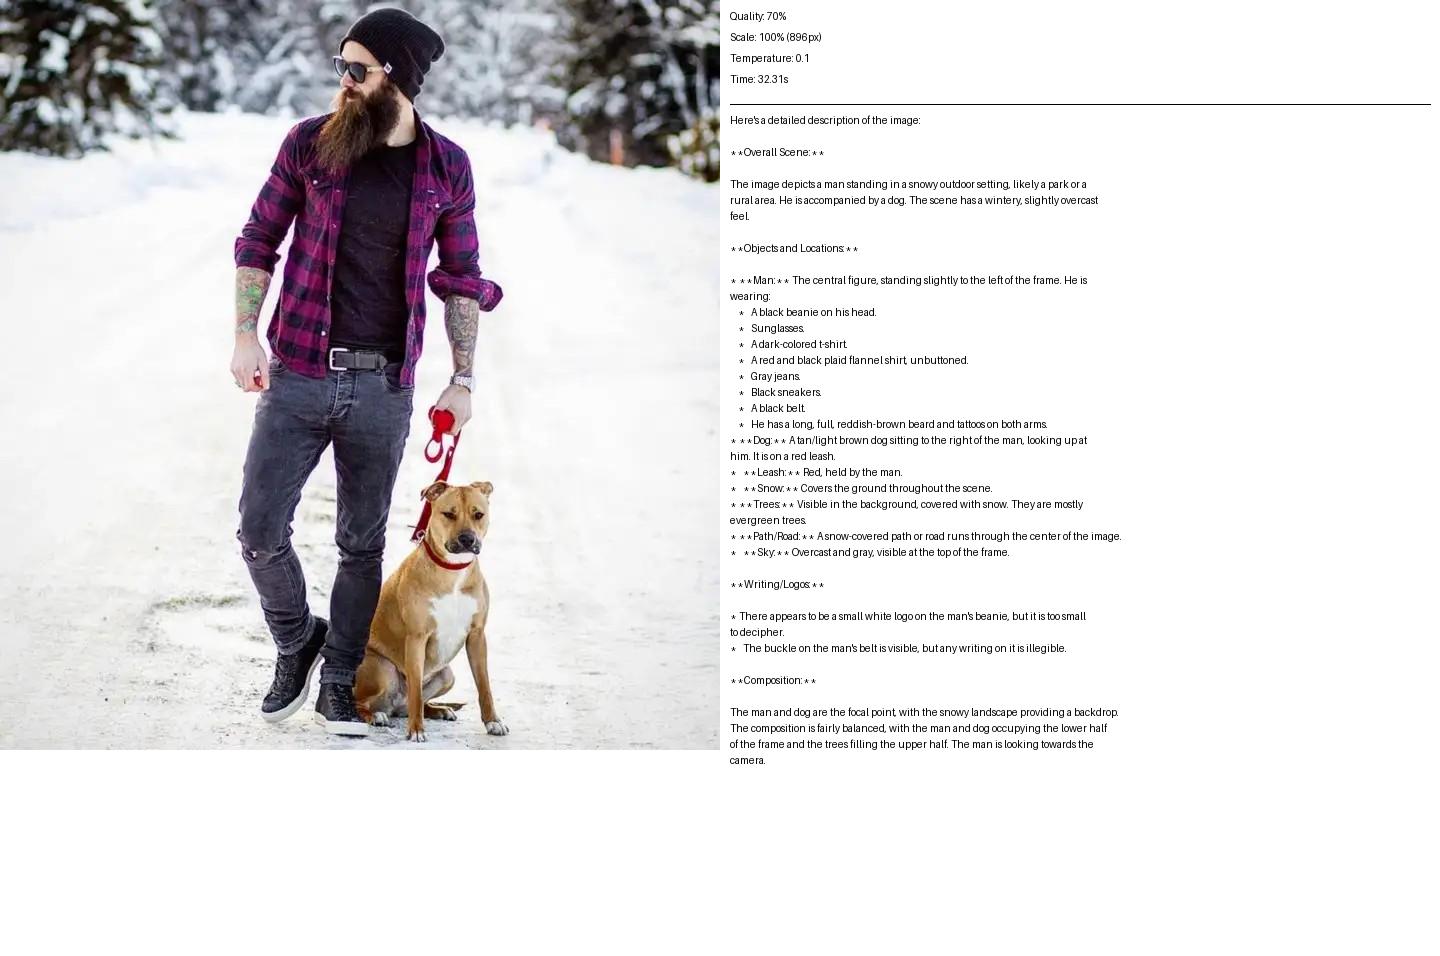 Quality: 70%
Scale: 100% (896px)
Temperature: 0.1
Time: 32.31s
Here's a detailed description of the image:
**Overall Scene:**
The image depicts a man standing in a snowy outdoor setting, likely a park or a
rural area. He is accompanied by a dog. The scene has a wintery, slightly overcast
feel.
**Objects and Locations:**
* **Man:** The central figure, standing slightly to the left of the frame. He is
wearing:
* A black beanie on his head.
* Sunglasses.
* A dark-colored t-shirt.
* A red and black plaid flannel shirt, unbuttoned.
* Gray jeans.
* Black sneakers.
* A black belt.
* He has a long, full, reddish-brown beard and tattoos on both arms.
* **Dog:** A tan/light brown dog sitting to the right of the man, looking up at
him. It is on a red leash.
* **Leash:** Red, held by the man.
* **Snow:** Covers the ground throughout the scene.
* **Trees:** Visible in the background, covered with snow. They are mostly
evergreen trees.
* **Path/Road:** A snow-covered path or road runs through the center of the image.
* **Sky:** Overcast and gray, visible at the top of the frame.
**Writing/Logos:**
* There appears to be a small white logo on the man's beanie, but it is too small
to decipher.
* The buckle on the man's belt is visible, but any writing on it is illegible.
**Composition:**
The man and dog are the focal point, with the snowy landscape providing a backdrop.
The composition is fairly balanced, with the man and dog occupying the lower half
of the frame and the trees filling the upper half. The man is looking towards the
camera.